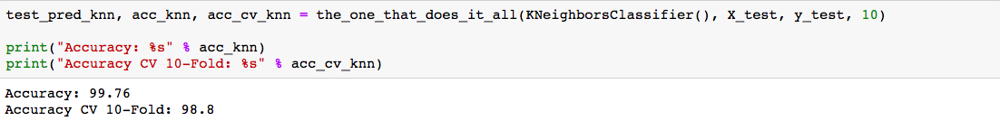 test_pred_knn, acc_knn, acc_cv_knn = the_one_that_does_it_all(KNeighborsClassifier(), X_test, y_test, 10)
print("Accuracy: %s" % acc_knn)
print("Accuracy CV 10-Fold: %s" % acc_cv_knn)
Accuracy: 99.76
Accuracy CV 10-Fold: 98.8